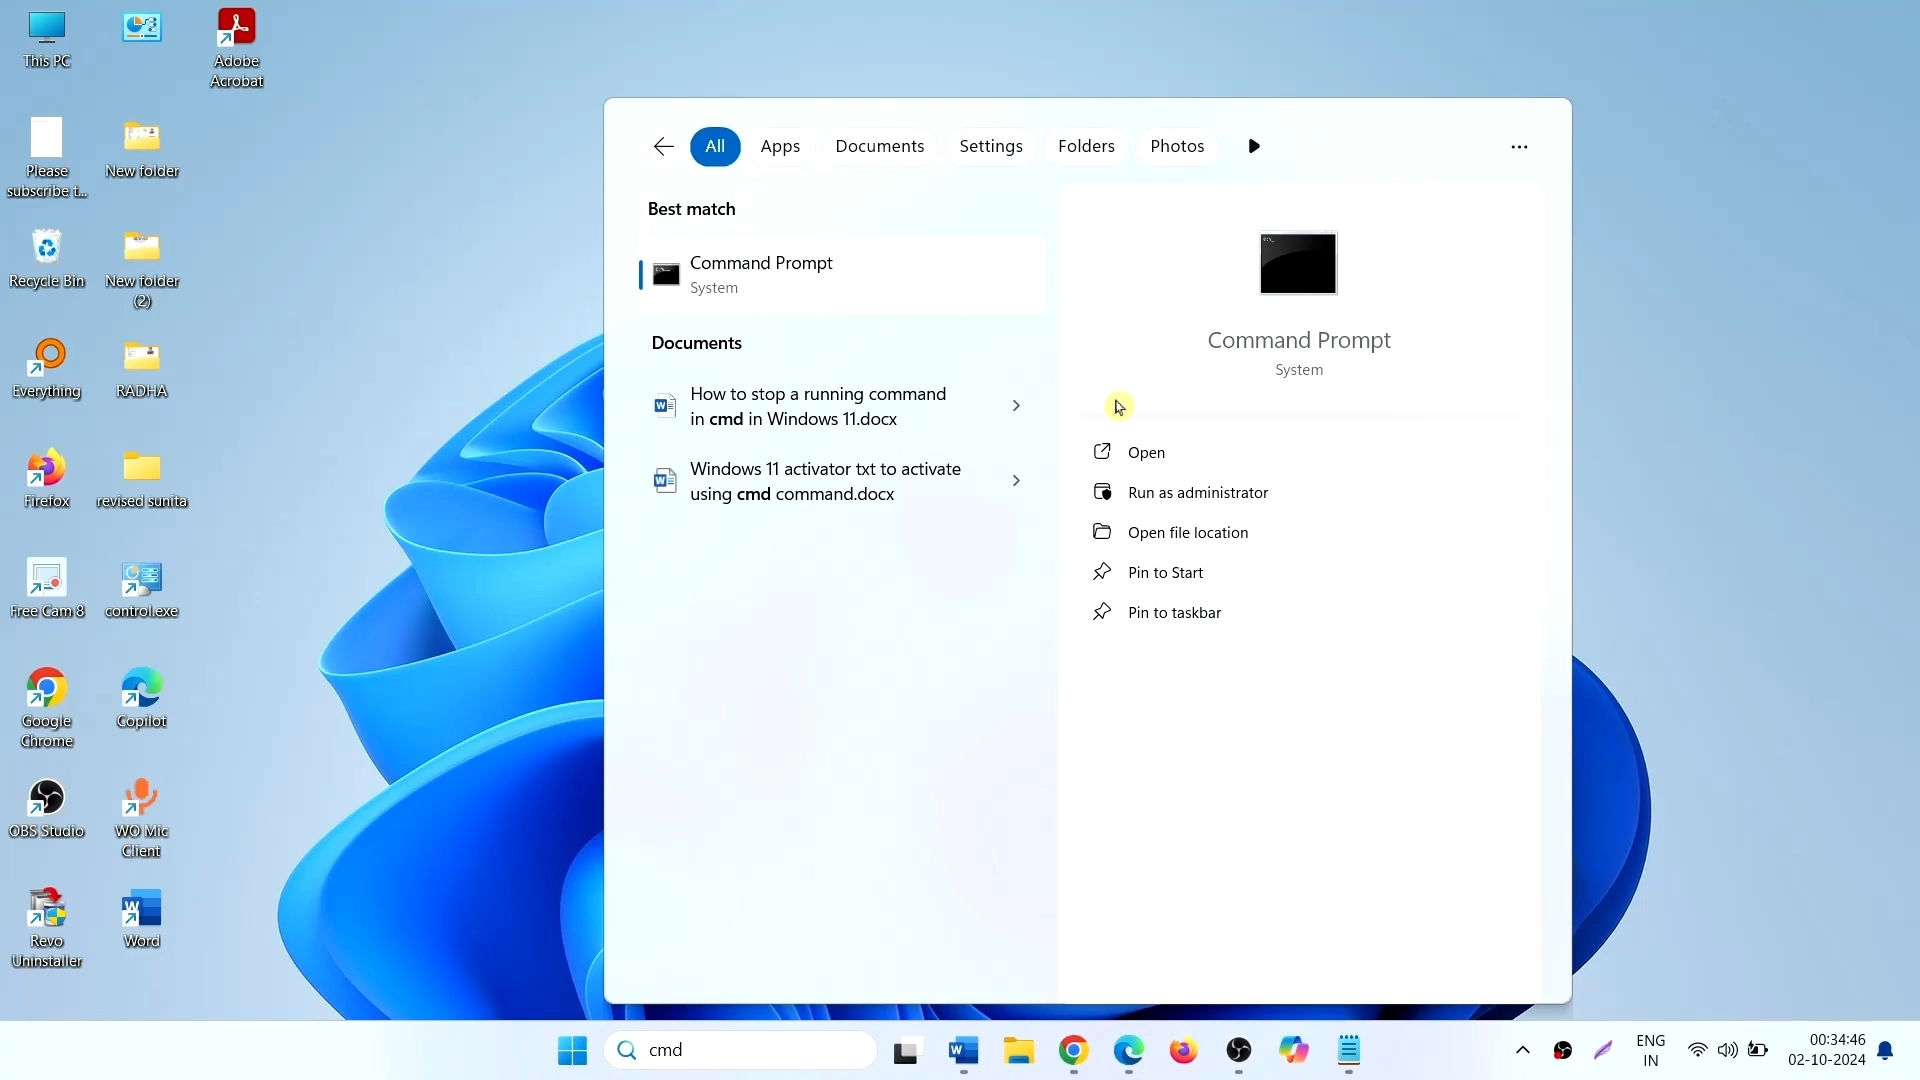 This PC
Adobe
Acrobat
Please
subscribe t...
New folder
Recycle Bin
New folder
(2)
Everything
RADHA
Firefox
revised sunita
Free Cam 8
control.exe
Google
Chrome
Copilot
OBS Studio
WO Mic
Client
Revo
Uninstaller
Word
All
Apps
Documents
Settings
Folders
Photos
Best match
Command Prompt
System
Documents
How to stop a running command
in cmd in Windows 11.docx
Windows 11 activator txt to activate
using cmd command.docx
Command Prompt
System
Open
Run as administrator
Open file location
Pin to Start
Pin to taskbar
cmd
ENG
IN
00:34:46
02-10-2024